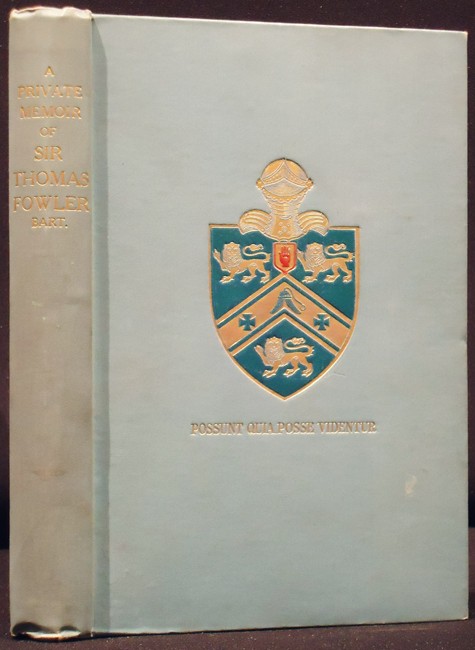 A
PRIVATE
MEMOIR
OF
SIR
THOMAS
FOWLER
BART.
POSSUNT QUIA POSSE VIDENTUR.